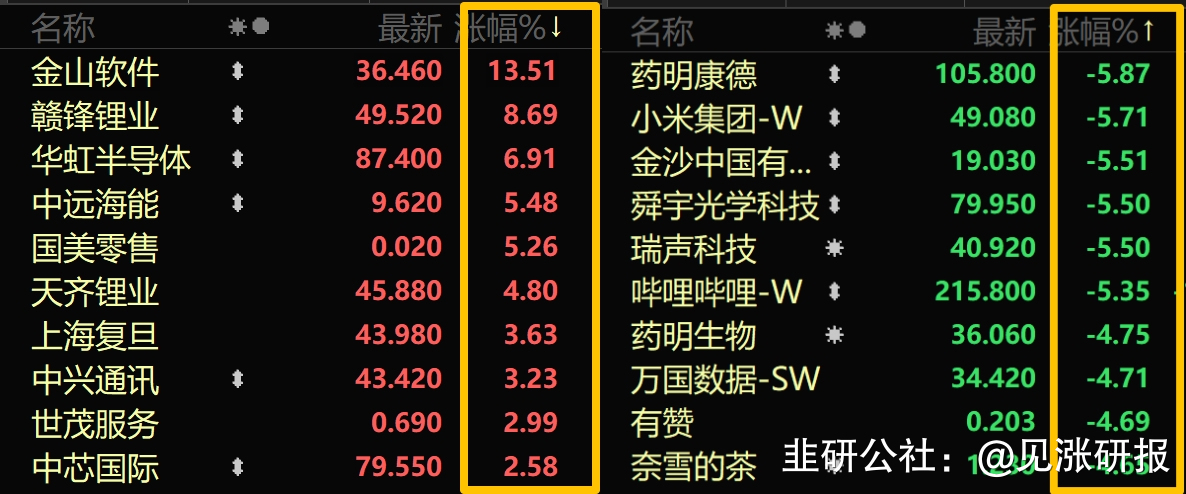 名称 最新 涨幅%↓
金山软件 36.460 13.51
赣锋锂业 49.520 8.69
华虹半导体 87.400 6.91
中远海能 9.620 5.48
国美零售 0.020 5.26
天齐锂业 45.880 4.80
上海复旦 43.980 3.63
中兴通讯 43.420 3.23
世茂服务 0.690 2.99
中芯国际 79.550 2.58
名称 最新 涨幅%↑
药明康德 105.800 -5.87
小米集团-W 49.080 -5.71
金沙中国有... 19.030 -5.51
舜宇光学科技 79.950 -5.50
瑞声科技 40.920 -5.50
哔哩哔哩-W 215.800 -5.35
药明生物 36.060 -4.75
万国数据-SW 34.420 -4.71
有赞 0.203 -4.69
奈雪的茶
韭研公社：@见涨研报